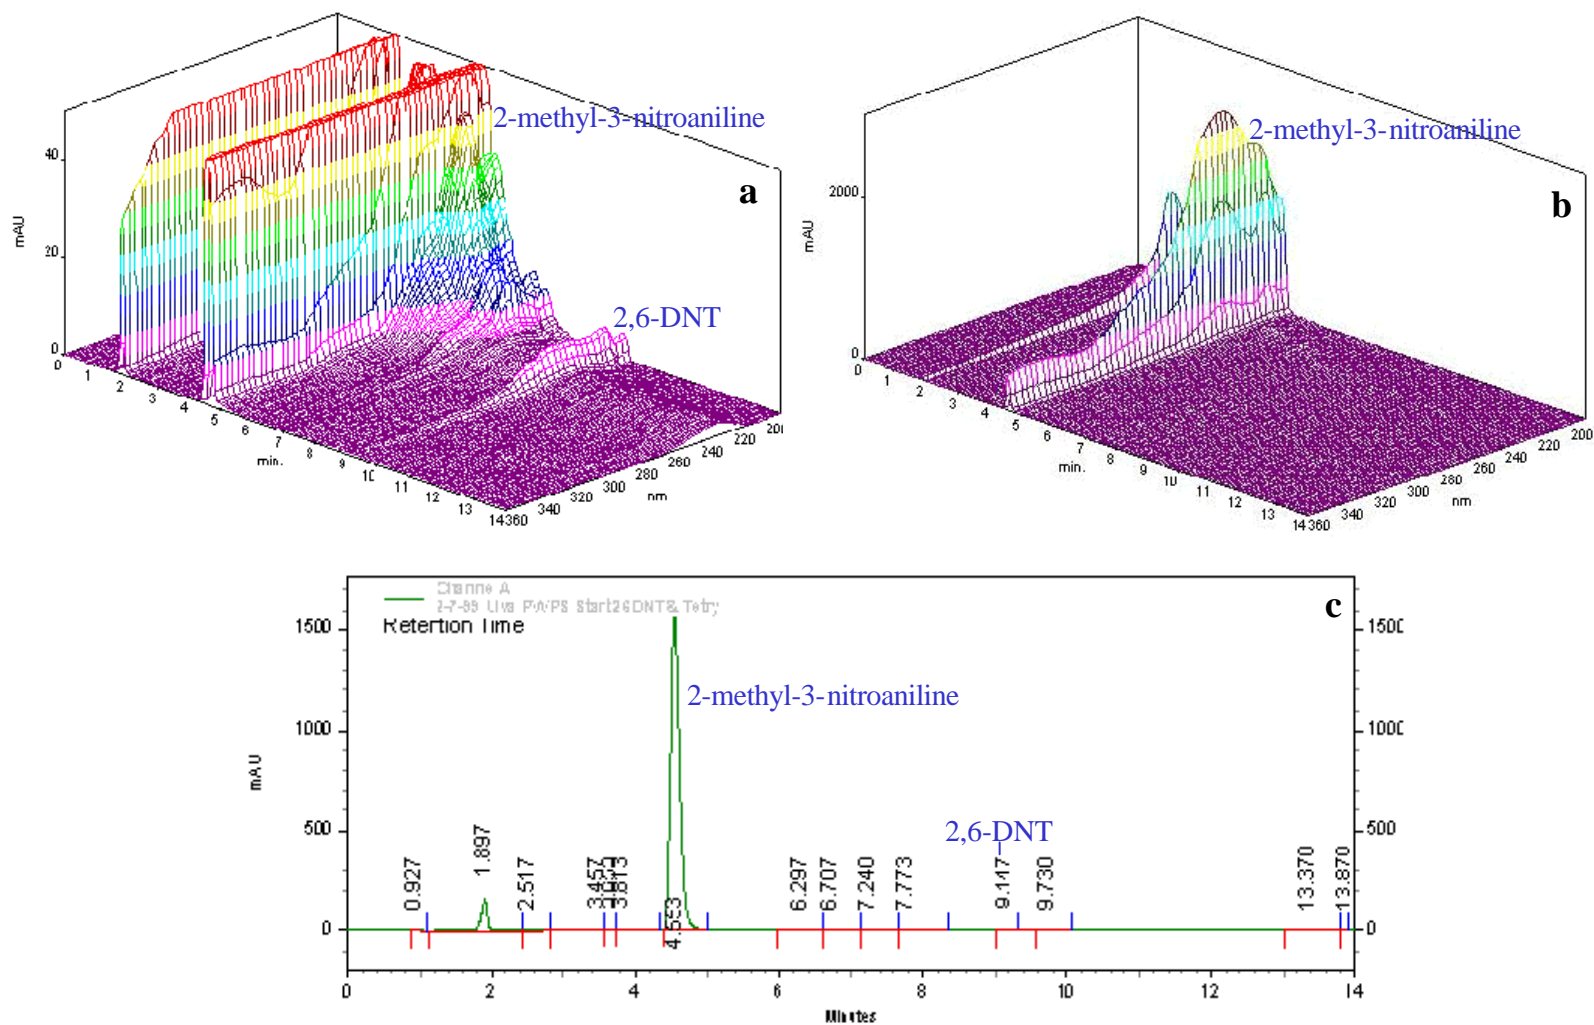 2-methyl-3-nitroaniline
a
2,6-DNT
mAU
40
20
0
0 1 2 3 4 5 6 7 8 9 11 12 13 14
min.
360 340 320 300 280 260 240 220
nm
2-methyl-3-nitroaniline
b
mAU
2000
0
0 1 2 3 4 5 6 7 8 9 11 12 13 14
min.
360 340 320 300 280 260 240 220 200
nm
Channe A
Retention Time
c
2-methyl-3-nitroaniline
2,6-DNT
mAU
1500
1000
500
0
1000
500
0
0.927
1.897
2.517
3.457
3.813
4.553
6.297
6.707
7.240
7.773
9.147
9.730
13.370
13.870
0 2 4 6 8 10 12 14
Minutes